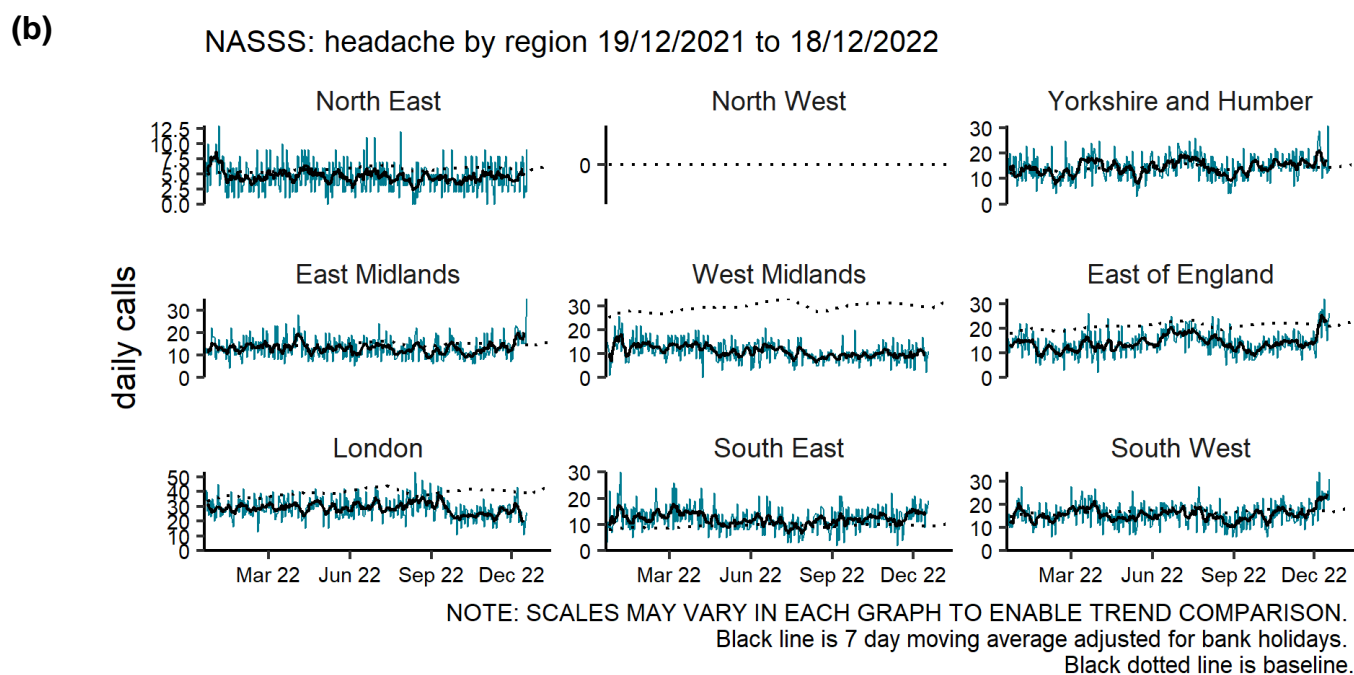 (b)
NASSS: headache by region 19/12/2021 to 18/12/2022
North East
North West
Yorkshire and Humber
12.5
10.0
7.5
5.0
2.5
0.0
0
30
20
10
0
daily calls
East Midlands
West Midlands
East of England
30
20
10
0
30
20
10
0
30
20
10
0
London
South East
South West
50
40
30
20
10
0
30
20
10
0
30
20
10
0
Mar 22 Jun 22 Sep 22 Dec 22
Mar 22 Jun 22 Sep 22 Dec 22
Mar 22 Jun 22 Sep 22 Dec 22
NOTE: SCALES MAY VARY IN EACH GRAPH TO ENABLE TREND COMPARISON.
Black line is 7 day moving average adjusted for bank holidays.
Black dotted line is baseline.